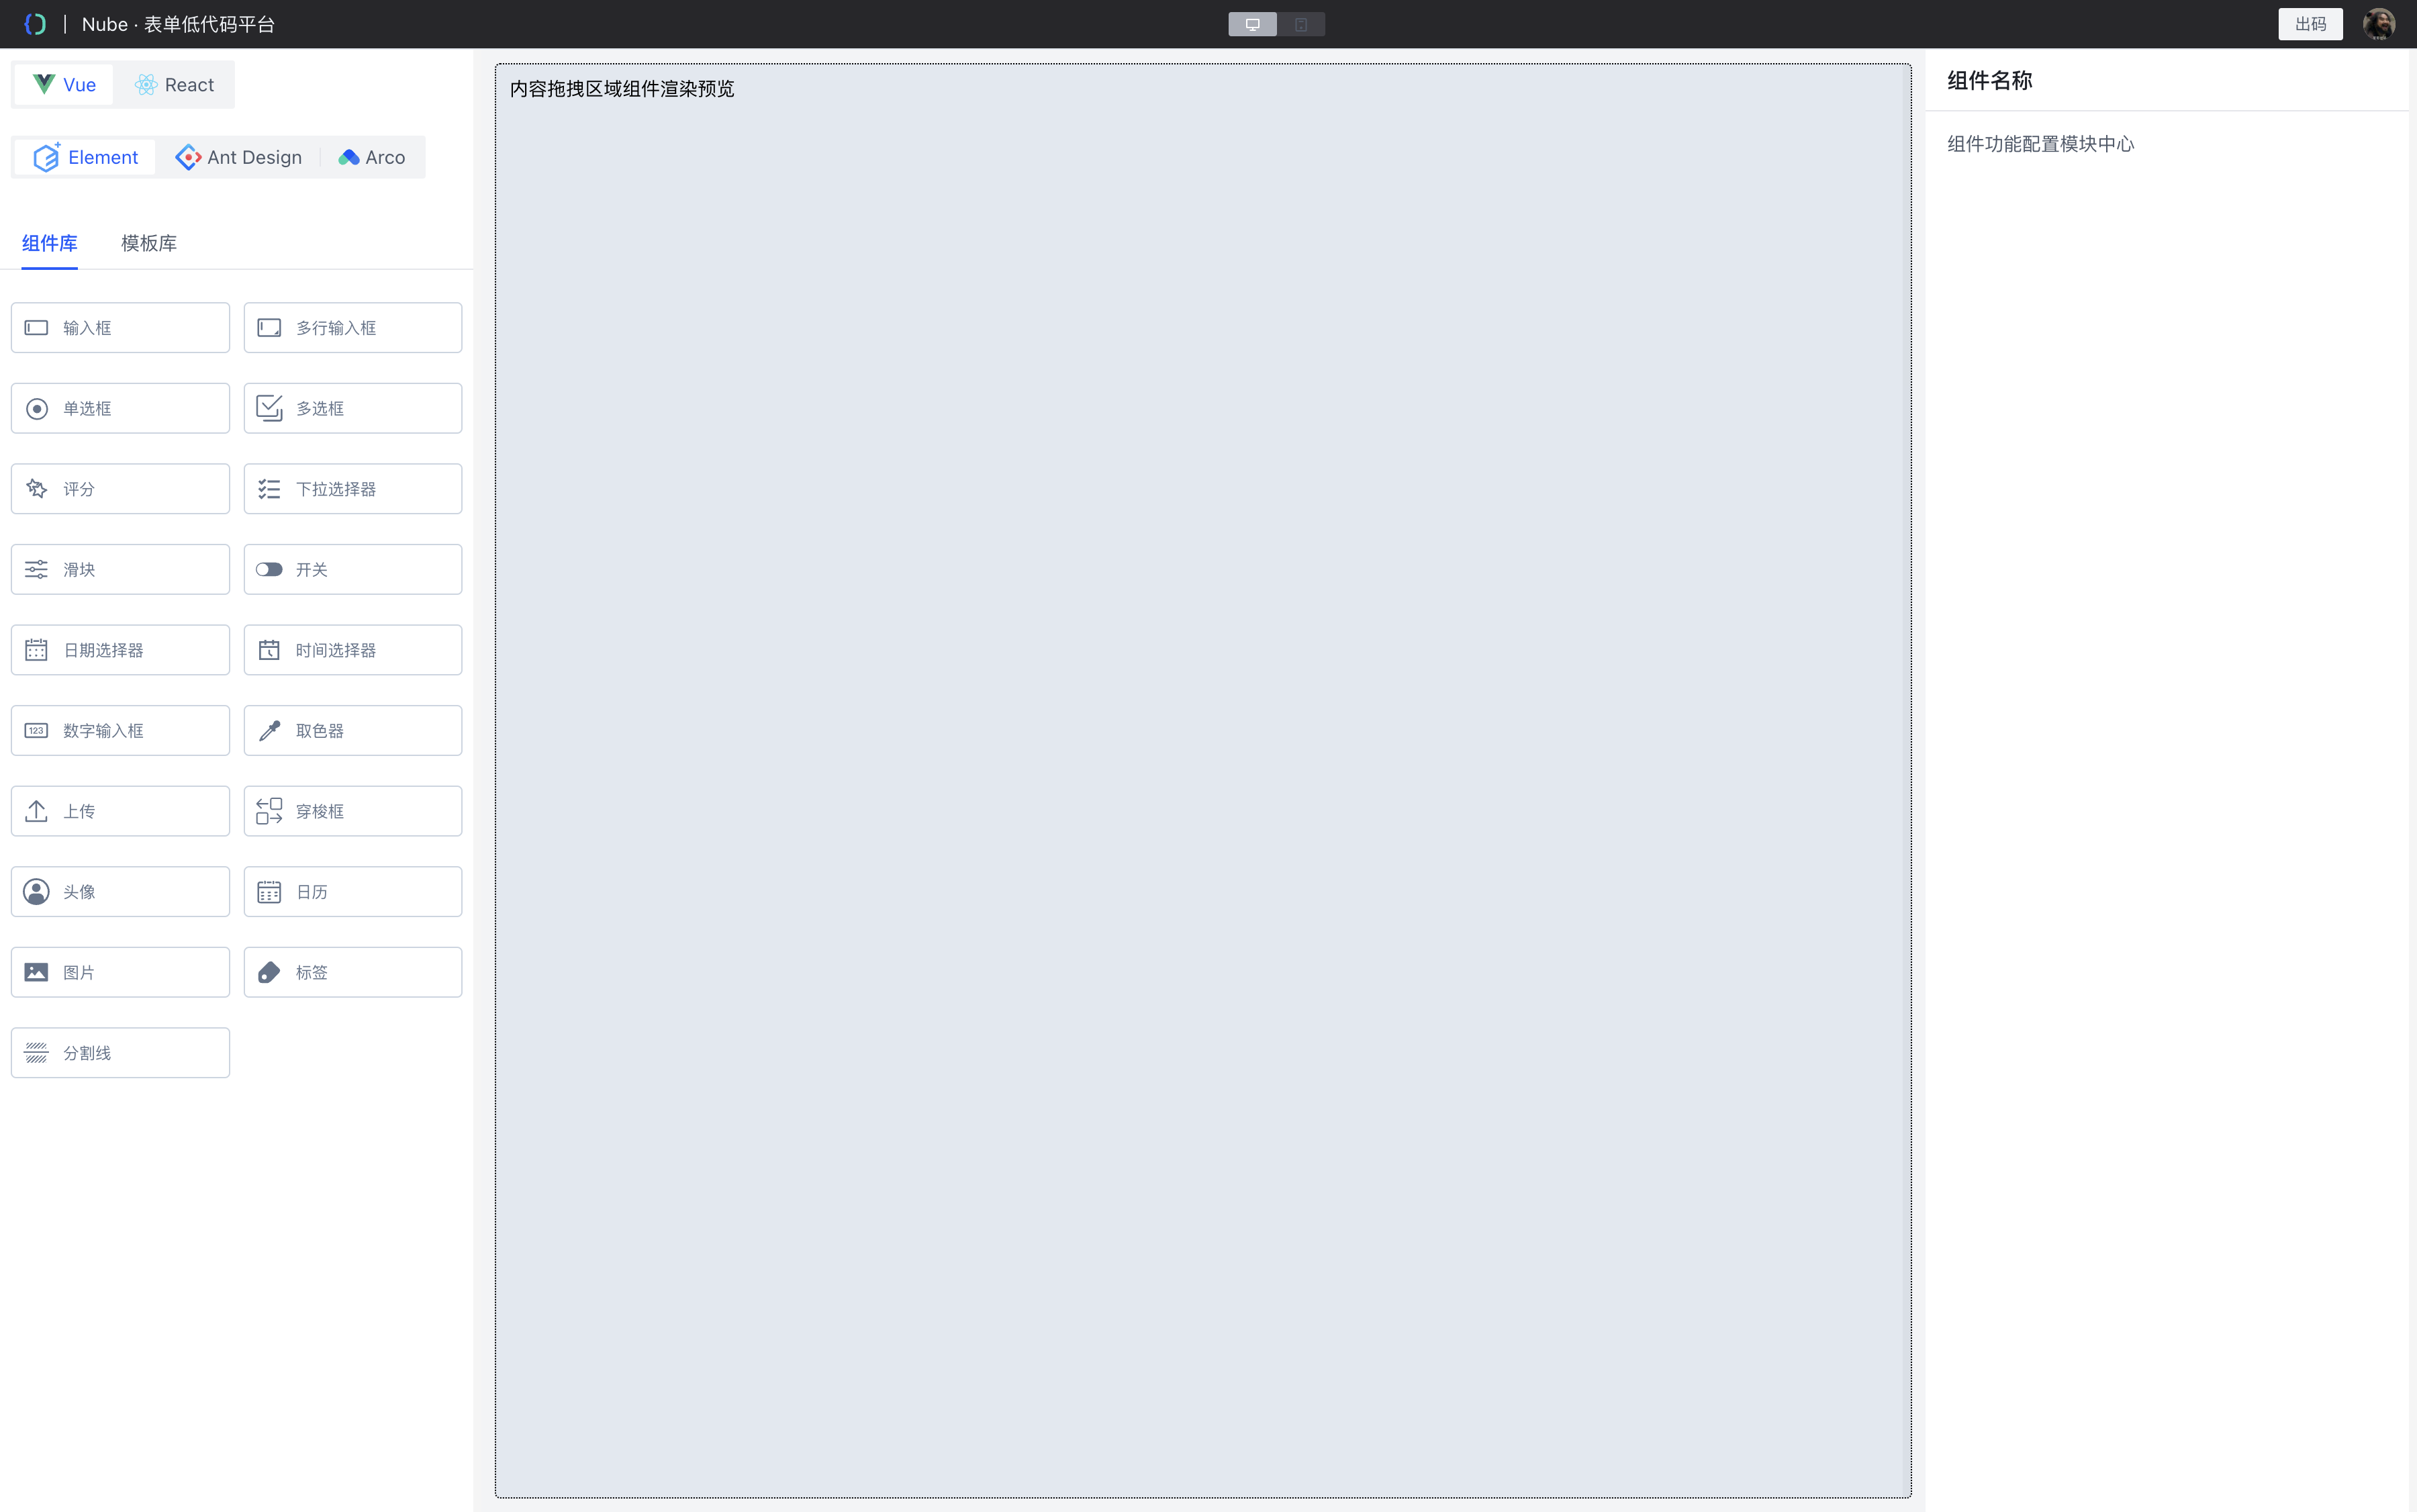 Nube · 表单低代码平台
出码
Vue
React
Element
Ant Design
Arco
组件库
模板库
输入框
多行输入框
单选框
多选框
评分
下拉选择器
滑块
开关
日期选择器
时间选择器
123
数字输入框
取色器
上传
穿梭框
头像
日历
图片
标签
分割线
内容拖拽区域组件渲染预览
组件名称
组件功能配置模块中心